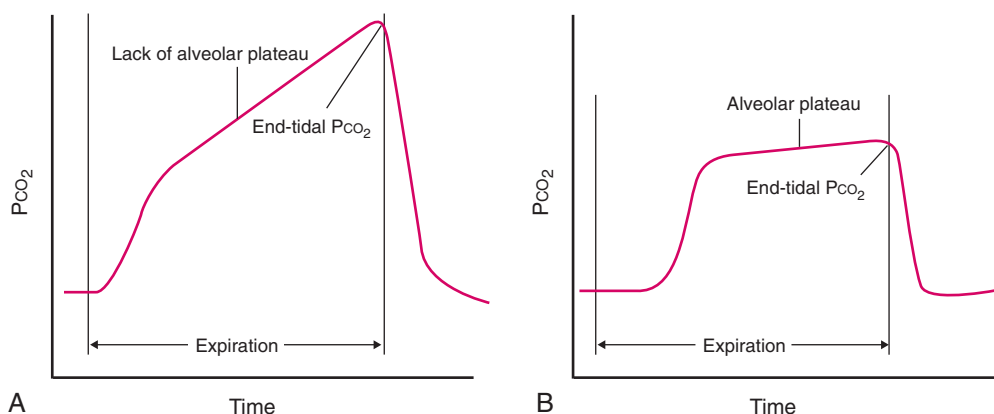 Lack of alveolar plateau
End-tidal PCO₂
PCO₂
Expiration
A
Time
Alveolar plateau
End-tidal PCO₂
PCO₂
Expiration
B
Time